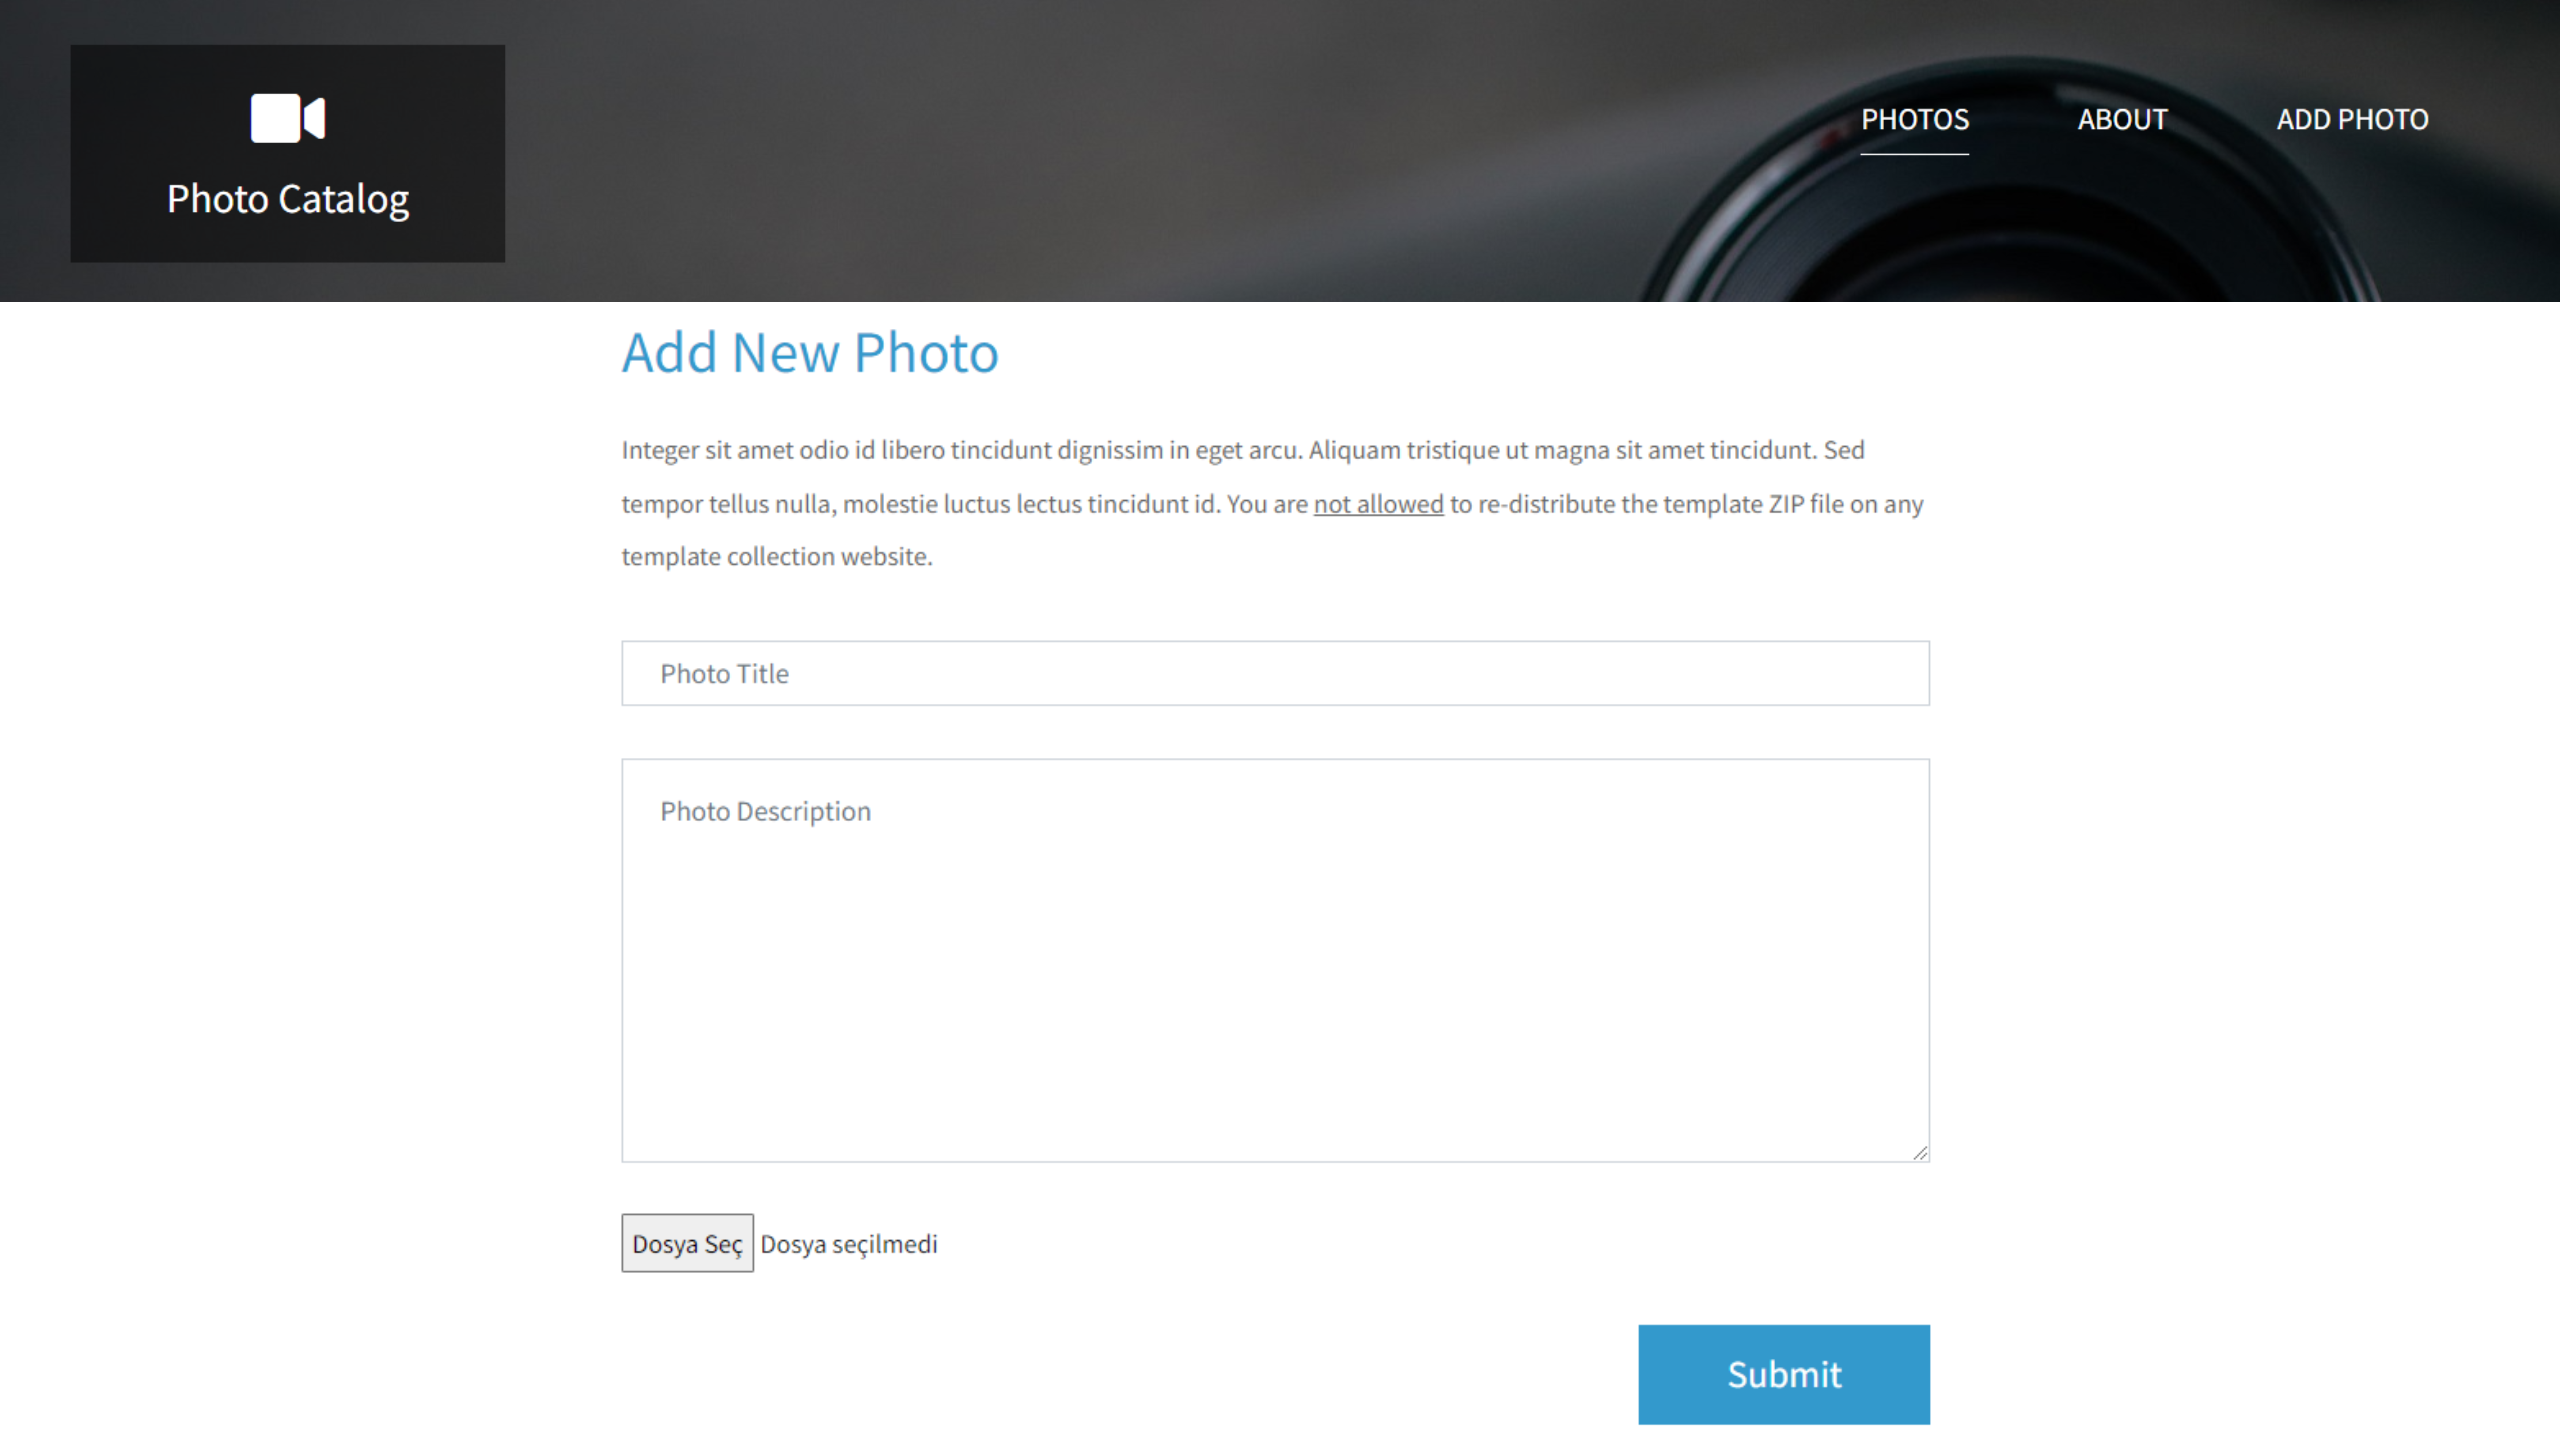 Photo Catalog
PHOTOS
ABOUT
ADD PHOTO
Add New Photo
Integer sit amet odio id libero tincidunt dignissim in eget arcu. Aliquam tristique ut magna sit amet tincidunt. Sed
tempor tellus nulla, molestie luctus lectus tincidunt id. You are not allowed to re-distribute the template ZIP file on any
template collection website.
Photo Title
Photo Description
Dosya Seç Dosya seçilmedi
Submit